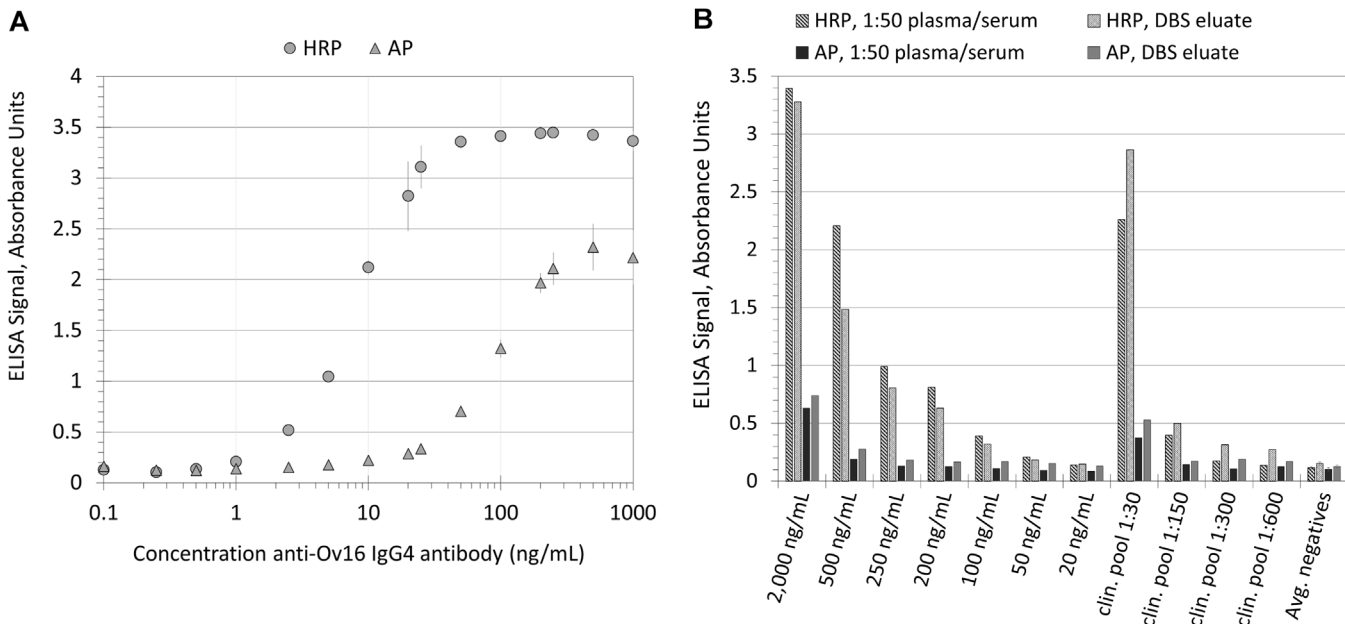 A
HRP AP
ELISA Signal, Absorbance Units
4
3.5
3
2.5
2
1.5
1
0.5
0
0.1 1 10 100 1000
Concentration anti-Ov16 IgG4 antibody (ng/mL)
B
HRP, 1:50 plasma/serum HRP, DBS eluate
AP, 1:50 plasma/serum AP, DBS eluate
ELISA Signal, Absorbance Units
3.5
3
2.5
2
1.5
1
0.5
0
2,000 ng/mL
500 ng/mL
250 ng/mL
200 ng/mL
100 ng/mL
50 ng/mL
20 ng/mL
clin. pool 1:30
clin. pool 1:150
clin. pool 1:300
clin. pool 1:600
Avg. negatives